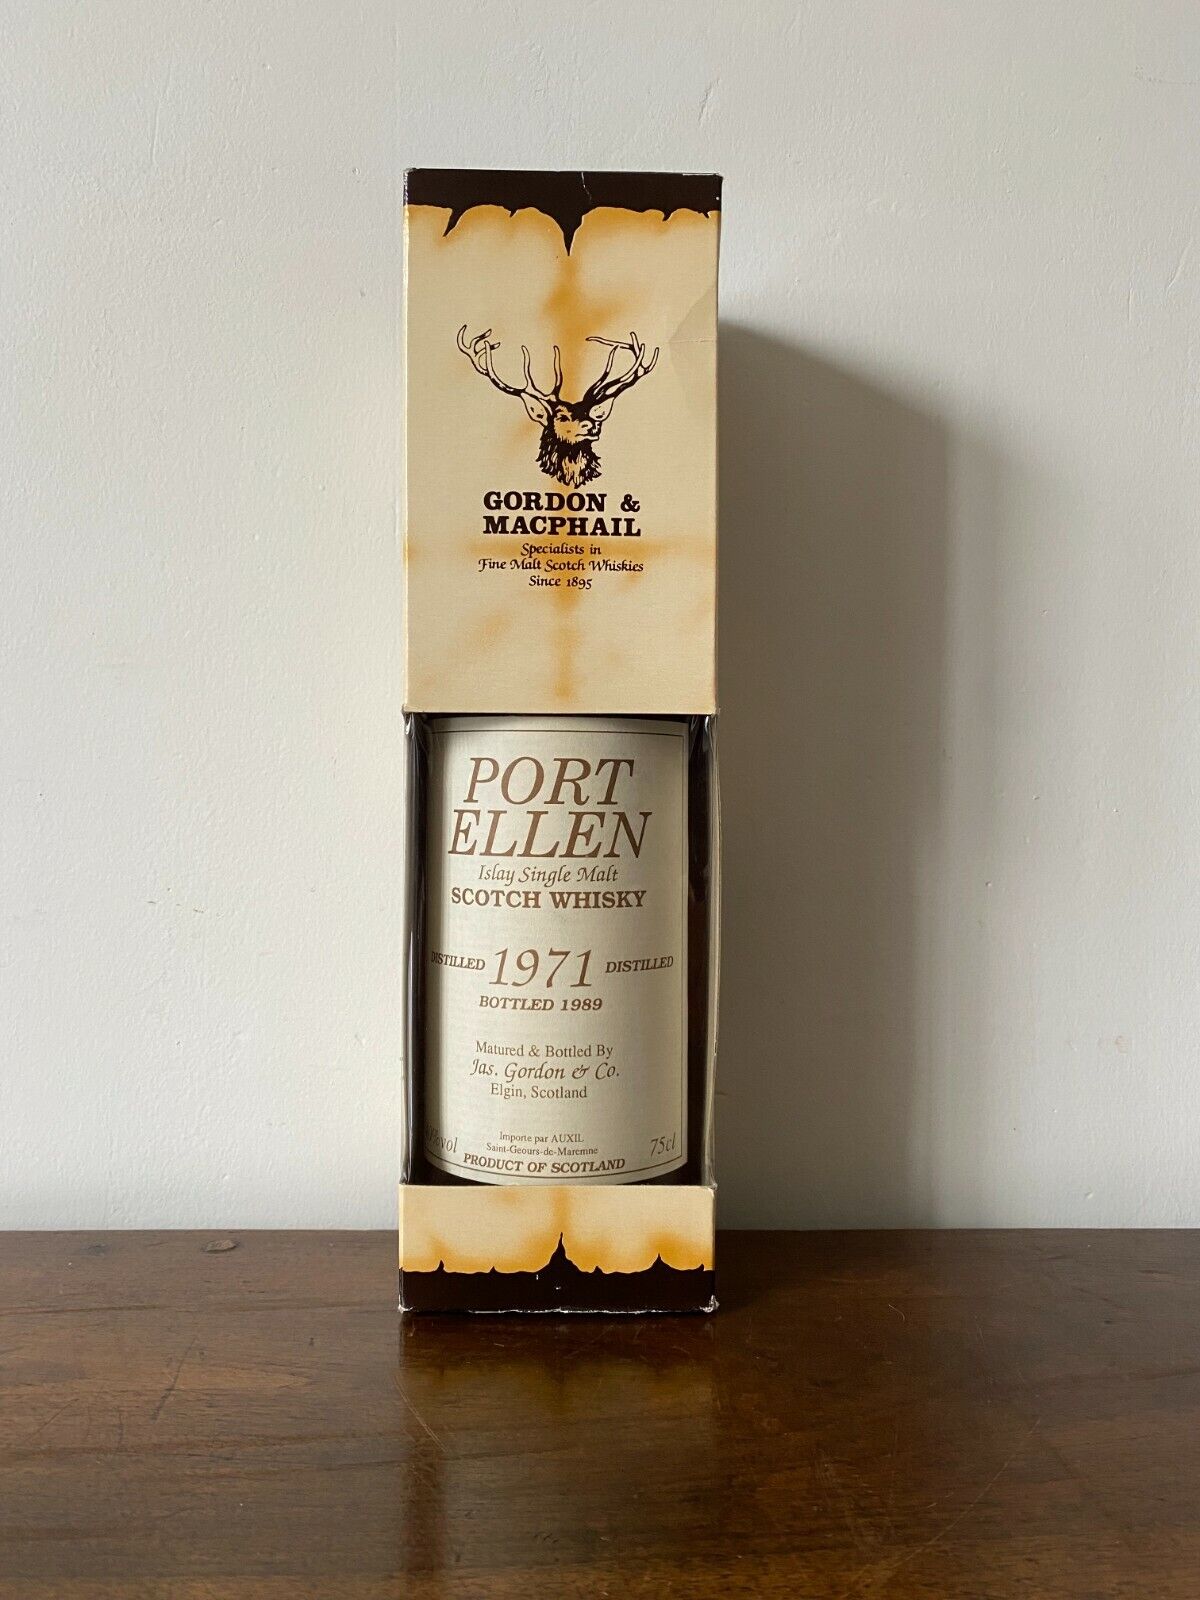 GORDON &
MACPHAIL
Specialists in
Fine Malt Scotch Whiskies
Since 1895
PORT
ELLEN
Islay Single Malt
SCOTCH WHISKY
DISTILLED 1971 DISTILLED
BOTTLED 1989
Matured & Bottled By
Jas. Gordon & Co.
Elgin, Scotland
Importe par AUXIL
Saint-Geours-de-Maremne
vol 75cl
PRODUCT OF SCOTLAND